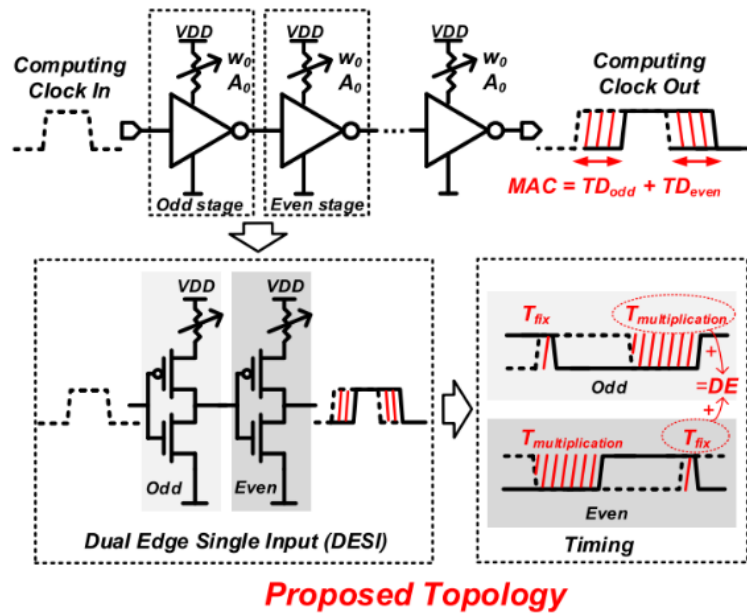 Computing
Clock In
VDD
w0
A0
VDD
w0
A0
VDD
w0
A0
Computing
Clock Out
Odd stage
Even stage
MAC = TDodd + TDeven
VDD
VDD
Odd
Even
Dual Edge Single Input (DESI)
Tfix
Tmultiplication
+
Odd
=DE
+
Tmultiplication
Tfix
Even
Timing
Proposed Topology